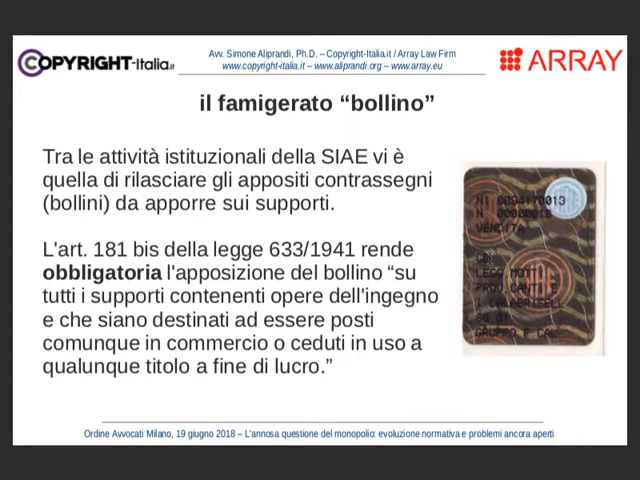 COPYRIGHT-Italia.it
Avv. Simone Aliprandi, Ph.D. – Copyright-Italia.it / Array Law Firm
www.copyright-italia.it – www.aliprandi.org – www.array.eu
ARRAY
il famigerato “bollino”
Tra le attività istituzionali della SIAE vi è
quella di rilasciare gli appositi contrassegni
(bollini) da apporre sui supporti.
L'art. 181 bis della legge 633/1941 rende
obbligatoria l'apposizione del bollino “su
tutti i supporti contenenti opere dell'ingegno
e che siano destinati ad essere posti
comunque in commercio o ceduti in uso a
qualunque titolo a fine di lucro.”
VENDITA
GRUPPO F
Ordine Avvocati Milano, 19 giugno 2018 – L'annosa questione del monopolio: evoluzione normativa e problemi ancora aperti